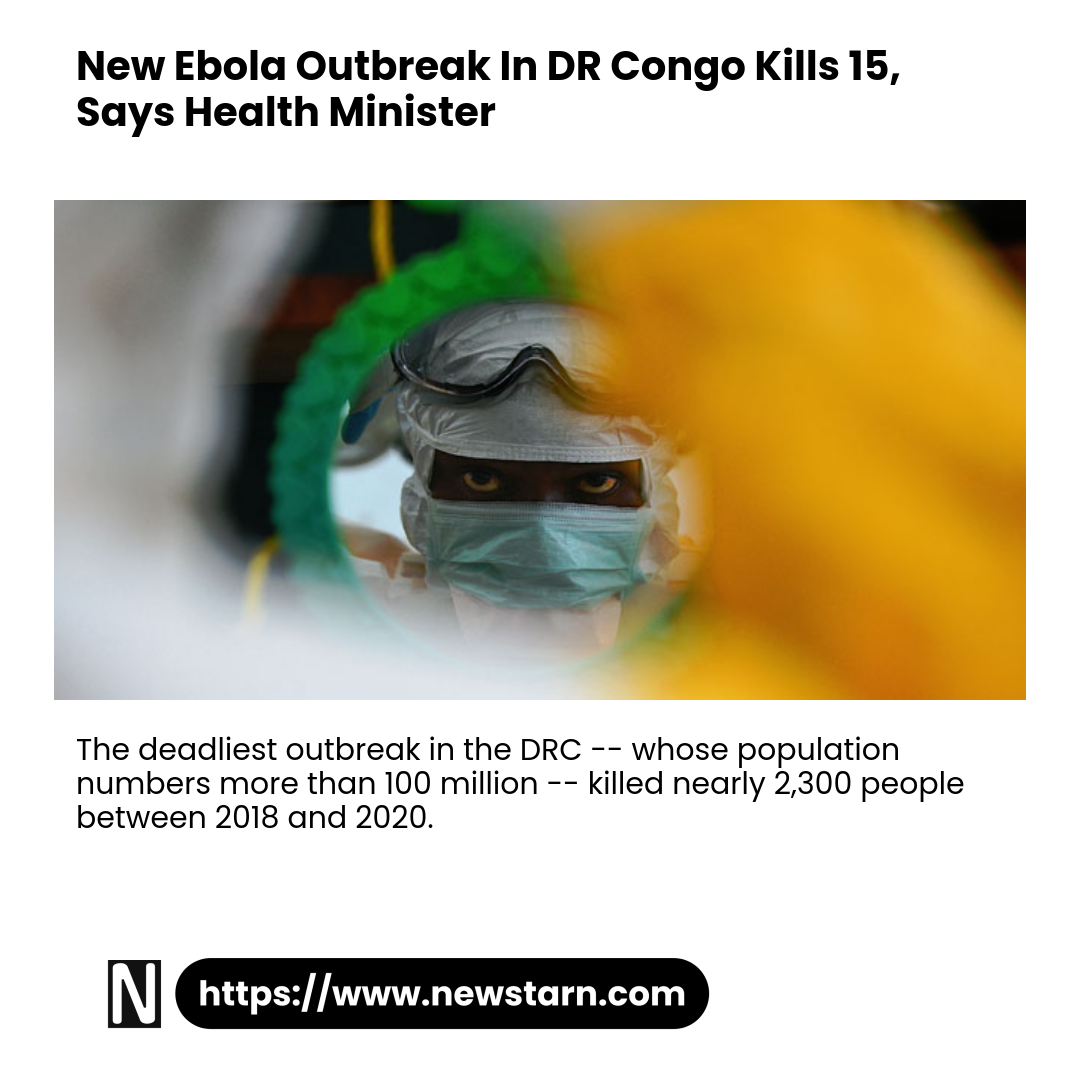 New Ebola Outbreak In DR Congo Kills 15,
Says Health Minister
The deadliest outbreak in the DRC -- whose population
numbers more than 100 million -- killed nearly 2,300 people
between 2018 and 2020.
N
https://www.newstarn.com